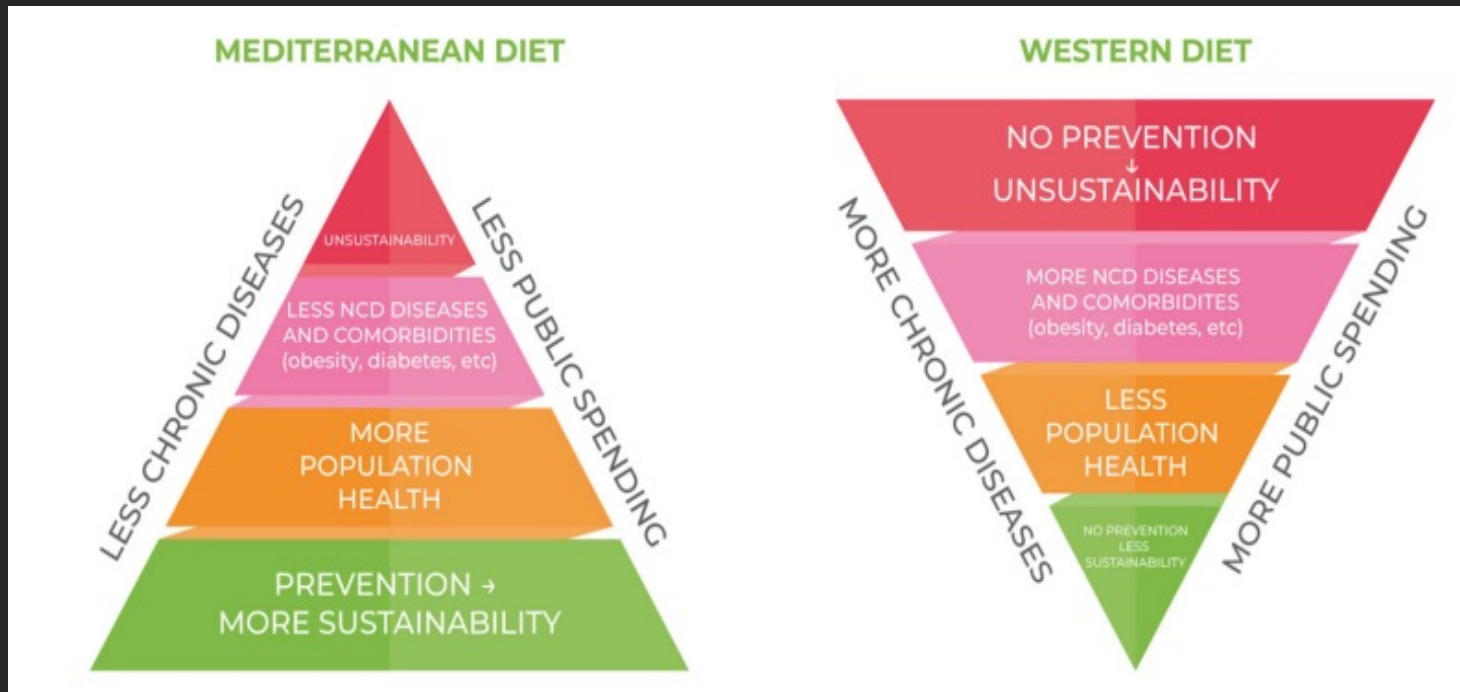 MEDITERRANEAN DIET
UNSUSTAINABILITY
LESS NCD DISEASES
AND COMORBIDITIES
(obesity, diabetes, etc)
MORE
POPULATION
HEALTH
PREVENTION →
MORE SUSTAINABILITY
LESS CHRONIC DISEASES
LESS PUBLIC SPENDING
WESTERN DIET
NO PREVENTION
↓
UNSUSTAINABILITY
MORE NCD DISEASES
AND COMORBIDITES
(obesity, diabetes, etc)
LESS
POPULATION
HEALTH
NO PREVENTION
LESS
SUSTAINABILITY
MORE CHRONIC DISEASES
MORE PUBLIC SPENDING